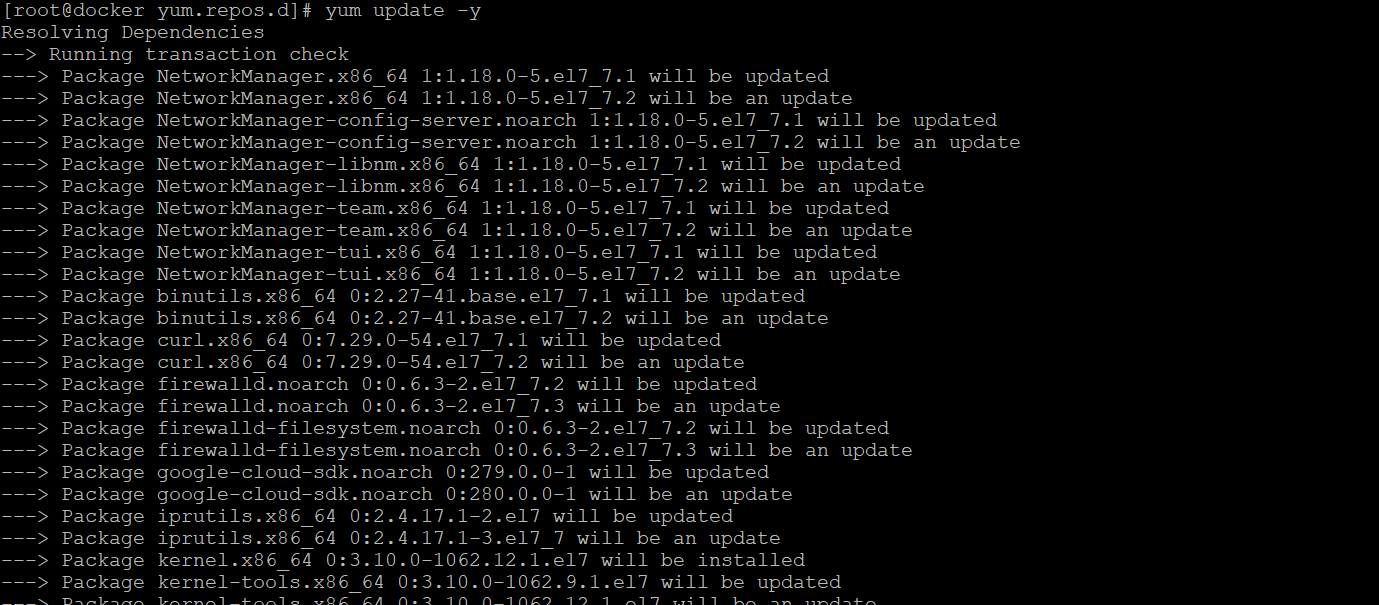 [root@docker yum.repos.d]# yum update -y
Resolving Dependencies
--> Running transaction check
---> Package NetworkManager.x86_64 1:1.18.0-5.el7_7.1 will be updated
---> Package NetworkManager.x86_64 1:1.18.0-5.el7_7.2 will be an update
---> Package NetworkManager-config-server.noarch 1:1.18.0-5.el7_7.1 will be updated
---> Package NetworkManager-config-server.noarch 1:1.18.0-5.el7_7.2 will be an update
---> Package NetworkManager-libnm.x86_64 1:1.18.0-5.el7_7.1 will be updated
---> Package NetworkManager-libnm.x86_64 1:1.18.0-5.el7_7.2 will be an update
---> Package NetworkManager-team.x86_64 1:1.18.0-5.el7_7.1 will be updated
---> Package NetworkManager-team.x86_64 1:1.18.0-5.el7_7.2 will be an update
---> Package NetworkManager-tui.x86_64 1:1.18.0-5.el7_7.1 will be updated
---> Package NetworkManager-tui.x86_64 1:1.18.0-5.el7_7.2 will be an update
---> Package binutils.x86_64 0:2.27-41.base.el7_7.1 will be updated
---> Package binutils.x86_64 0:2.27-41.base.el7_7.2 will be an update
---> Package curl.x86_64 0:7.29.0-54.el7_7.1 will be updated
---> Package curl.x86_64 0:7.29.0-54.el7_7.2 will be an update
---> Package firewalld.noarch 0:0.6.3-2.el7_7.2 will be updated
---> Package firewalld.noarch 0:0.6.3-2.el7_7.3 will be an update
---> Package firewalld-filesystem.noarch 0:0.6.3-2.el7_7.2 will be updated
---> Package firewalld-filesystem.noarch 0:0.6.3-2.el7_7.3 will be an update
---> Package google-cloud-sdk.noarch 0:279.0.0-1 will be updated
---> Package google-cloud-sdk.noarch 0:280.0.0-1 will be an update
---> Package iprutils.x86_64 0:2.4.17.1-2.el7 will be updated
---> Package iprutils.x86_64 0:2.4.17.1-3.el7_7 will be an update
---> Package kernel.x86_64 0:3.10.0-1062.12.1.el7 will be installed
---> Package kernel-tools.x86_64 0:3.10.0-1062.9.1.el7 will be updated
---> Package kernel-tools.x86_64 0:3.10.0-1062.12.1.el7 will be an update